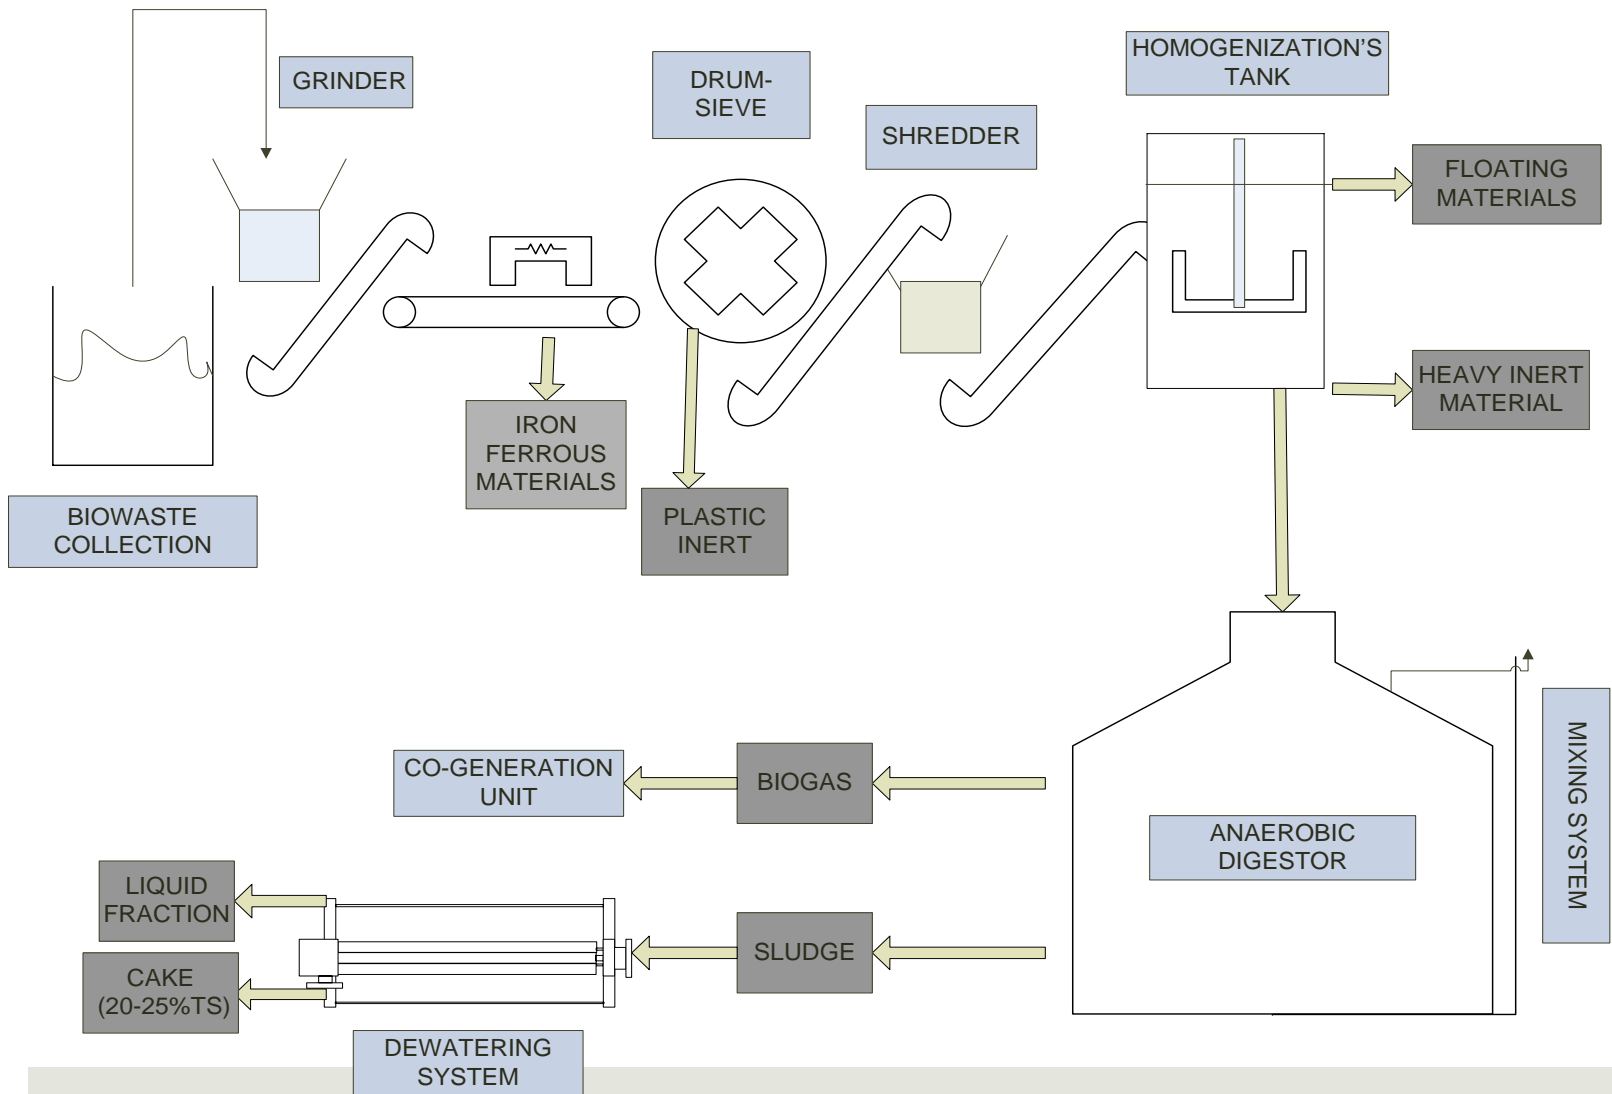 GRINDER
DRUM-
SIEVE
SHREDDER
HOMOGENIZATION'S
TANK
FLOATING
MATERIALS
HEAVY INERT
MATERIAL
IRON
FERROUS
MATERIALS
PLASTIC
INERT
BIOWASTE
COLLECTION
MIXING SYSTEM
CO-GENERATION
UNIT
BIOGAS
ANAEROBIC
DIGESTOR
LIQUID
FRACTION
SLUDGE
CAKE
(20-25%TS)
DEWATERING
SYSTEM